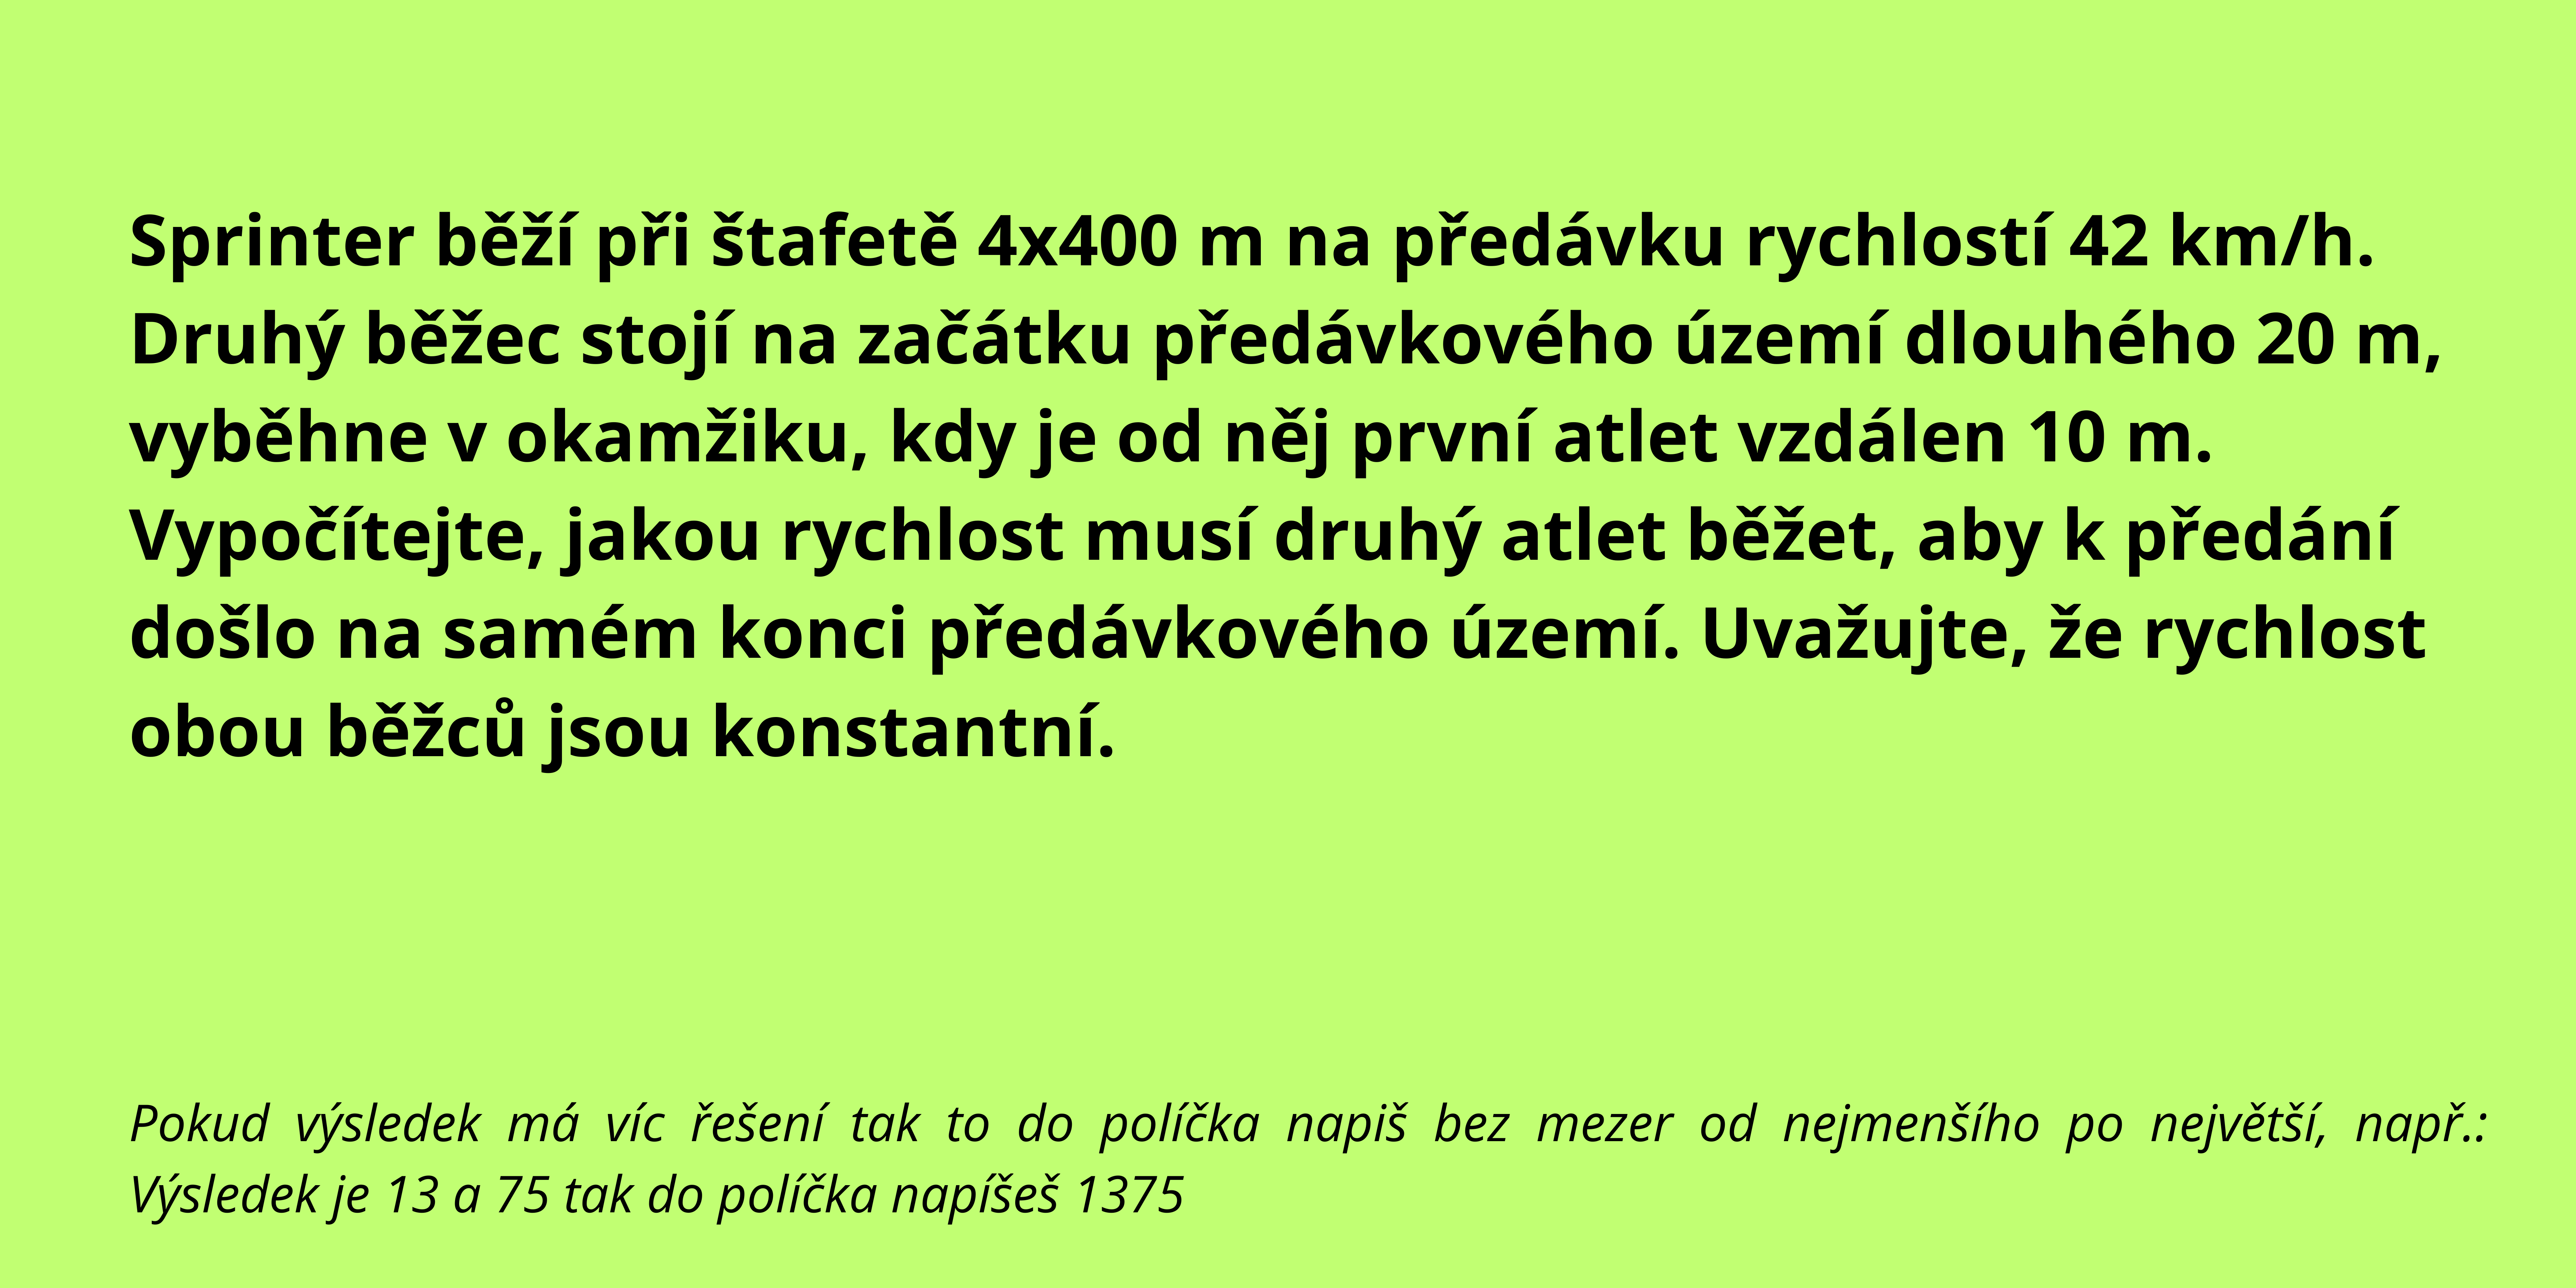 Sprinter běží při štafetě 4x400 m na předávku rychlostí 42 km/h.
Druhý běžec stojí na začátku předávkového území dlouhého 20 m,
vyběhne v okamžiku, kdy je od něj první atlet vzdálen 10 m.
Vypočítejte, jakou rychlost musí druhý atlet běžet, aby k předání
došlo na samém konci předávkového území. Uvažujte, že rychlost
obou běžců jsou konstantní.
Pokud výsledek má víc řešení tak to do políčka napiš bez mezer od nejmenšího po největší, např.:
Výsledek je 13 a 75 tak do políčka napíšeš 1375